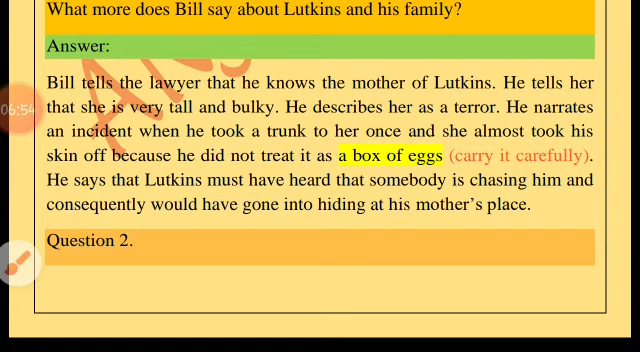 What more does Bill say about Lutkins and his family?
Answer:
Bill tells the lawyer that he knows the mother of Lutkins. He tells her
that she is very tall and bulky. He describes her as a terror. He narrates
06:54
an incident when he took a trunk to her once and she almost took his
skin off because he did not treat it as a box of eggs (carry it carefully).
He says that Lutkins must have heard that somebody is chasing him and
consequently would have gone into hiding at his mother's place.
Question 2.